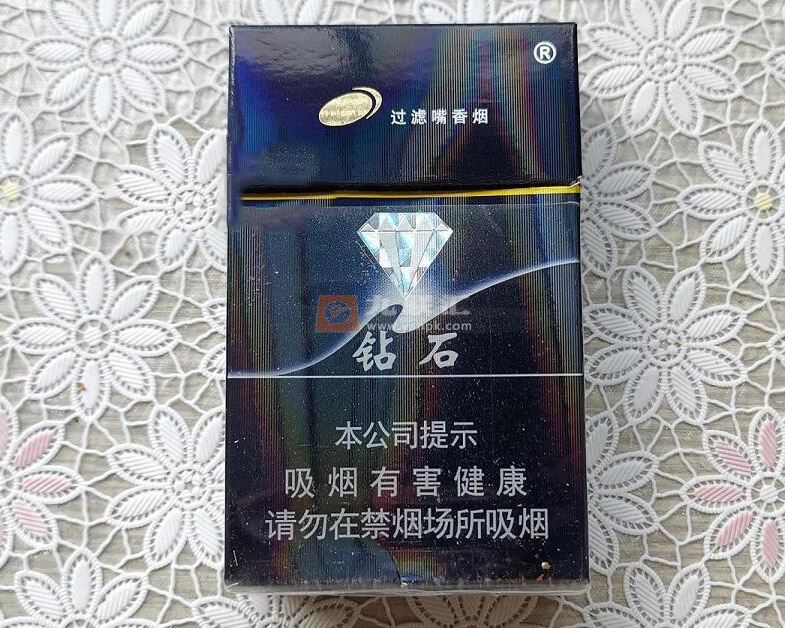 ®
过滤嘴香烟
钻石
本公司提示
吸烟有害健康
请勿在禁烟场所吸烟